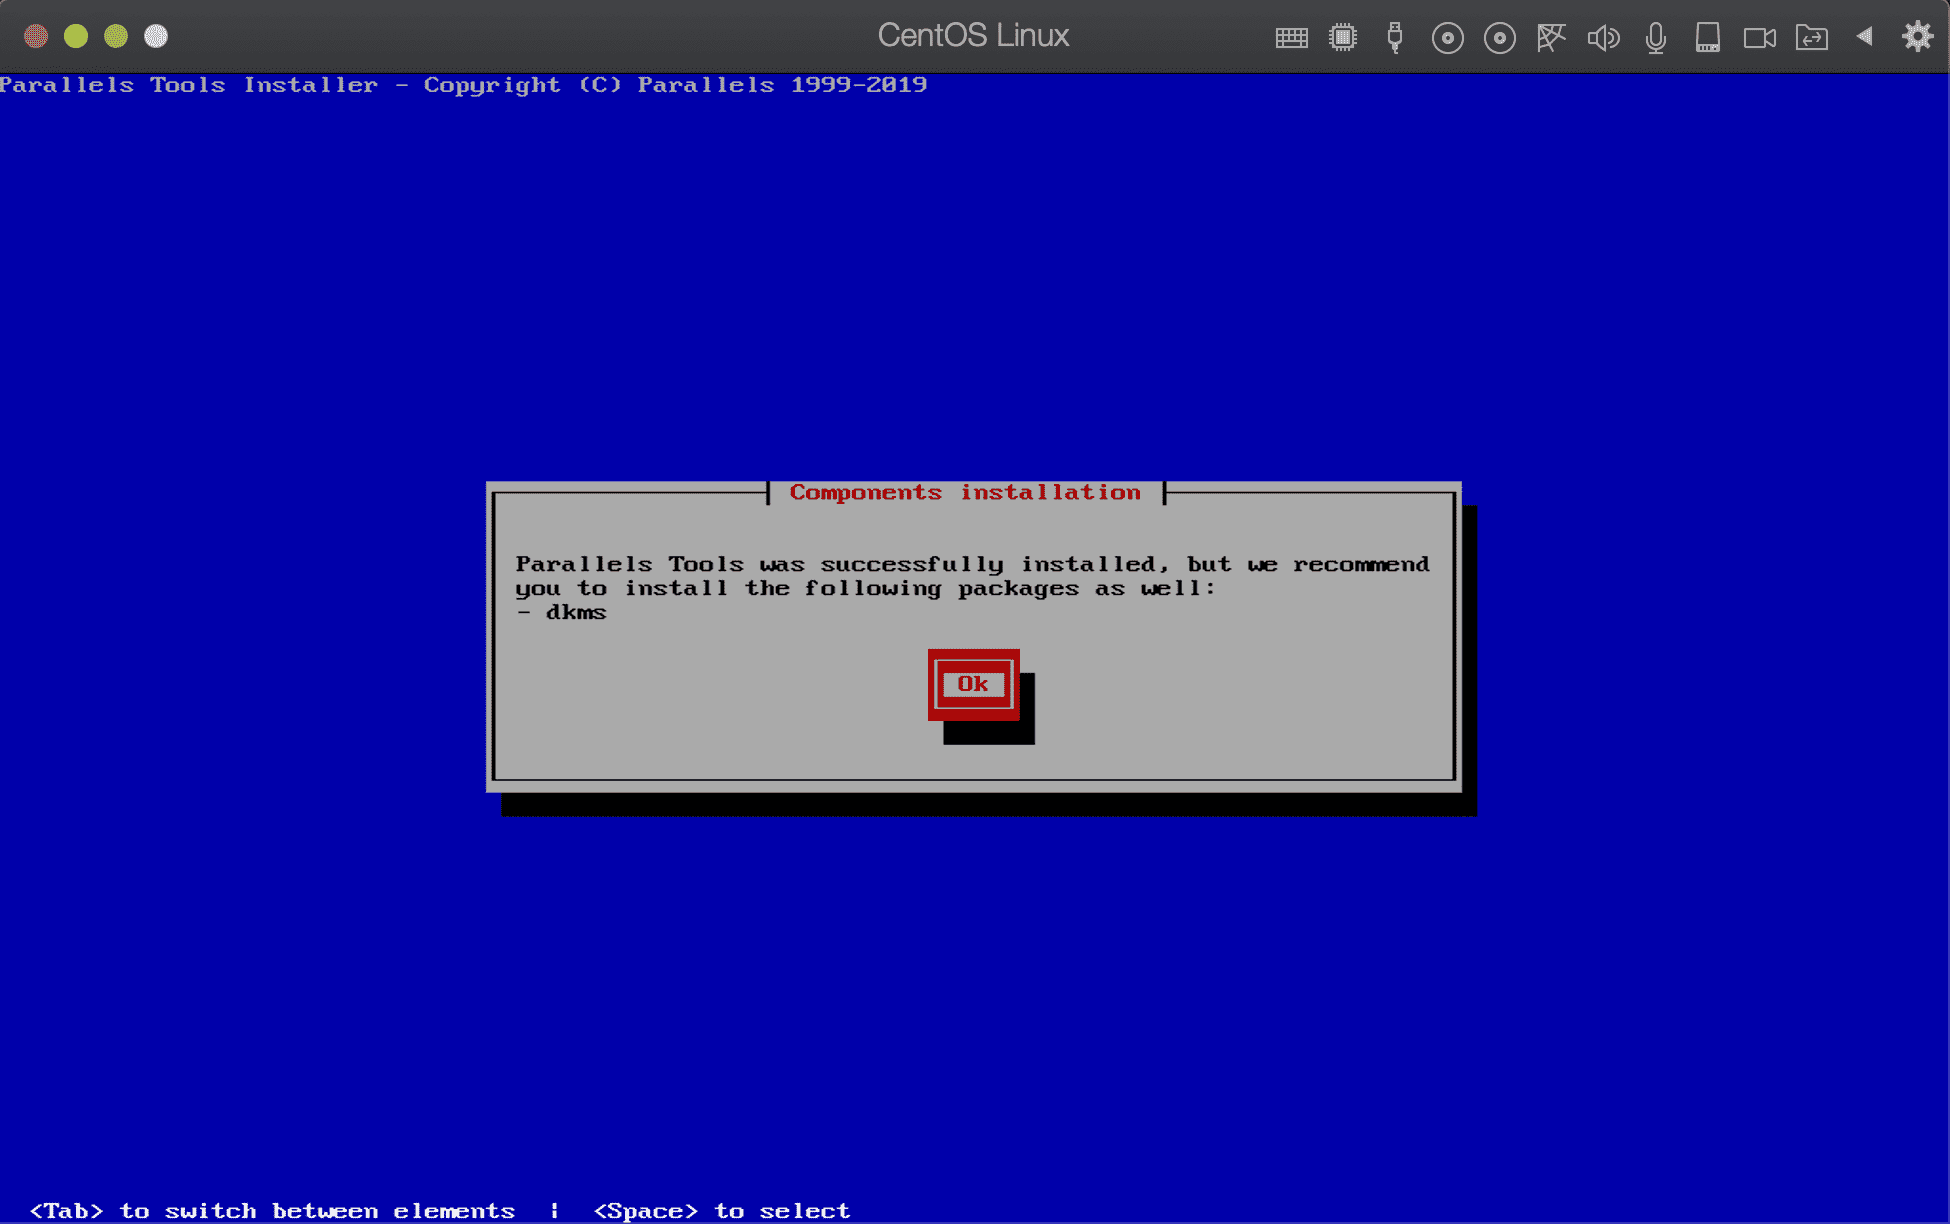 CentOS Linux
Parallels Tools Installer - Copyright (C) Parallels 1999-2019
Components installation
Parallels Tools was successfully installed, but we recommend
you to install the following packages as well:
- dkms
Ok
<Tab> to switch between elements | <Space> to select